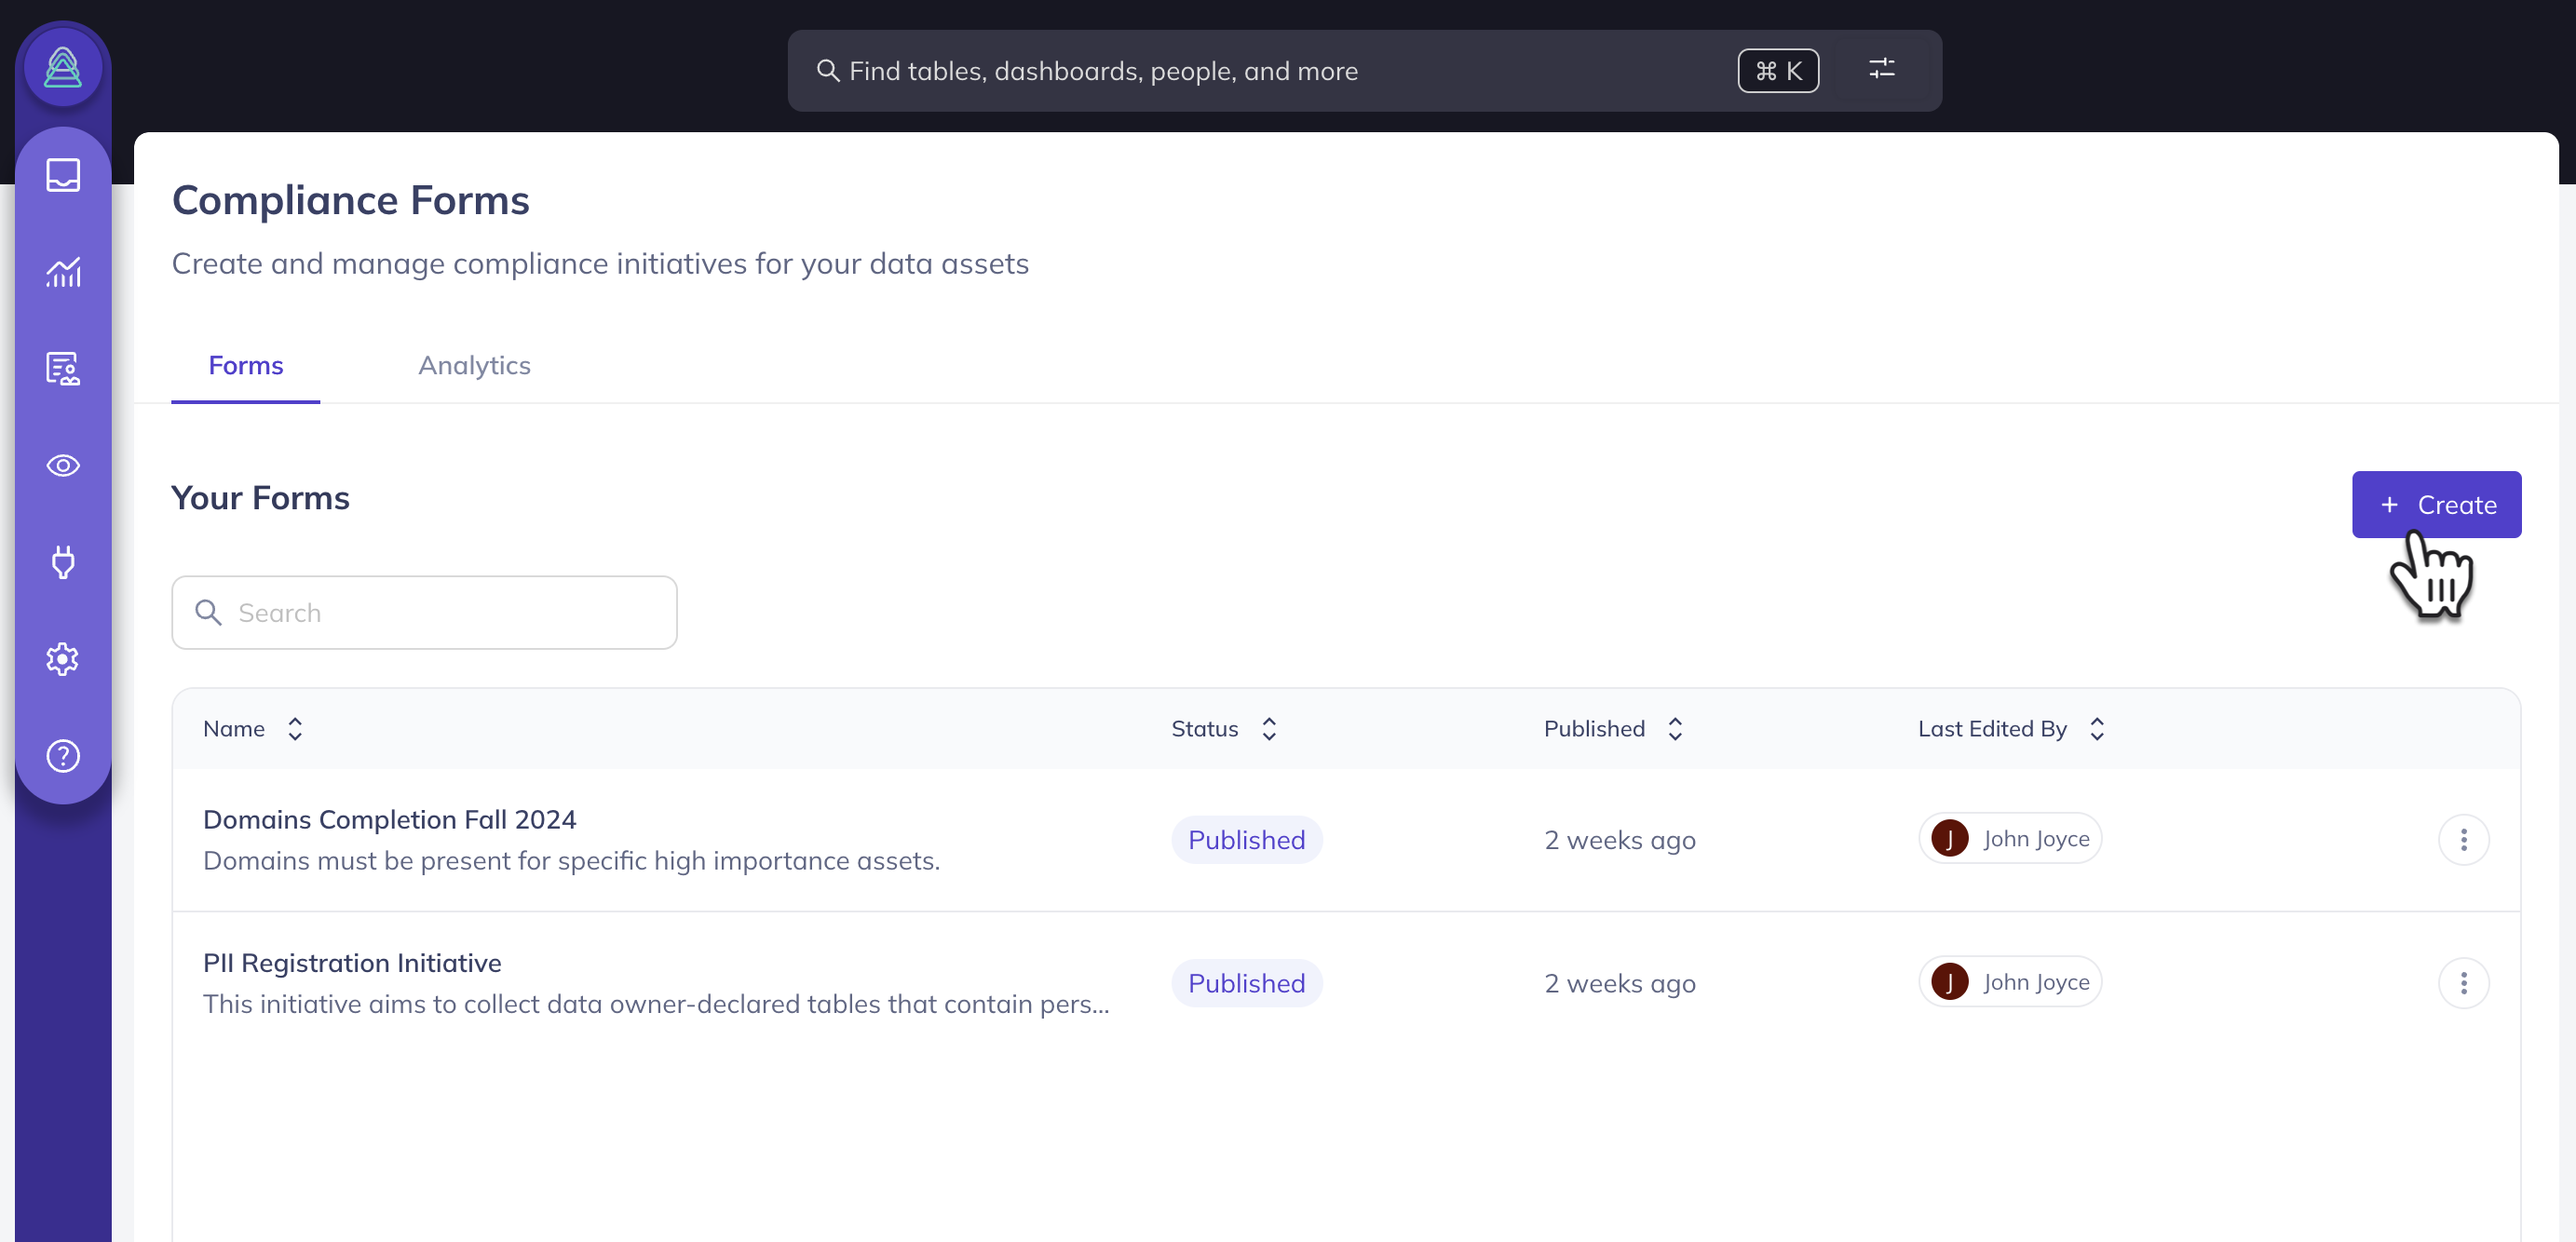 Find tables, dashboards, people, and more ⌘ K
Compliance Forms
Create and manage compliance initiatives for your data assets
Forms Analytics
Your Forms
+ Create
Search
Name Status Published Last Edited By
Domains Completion Fall 2024
Domains must be present for specific high importance assets.
Published 2 weeks ago J John Joyce
PII Registration Initiative
This initiative aims to collect data owner-declared tables that contain pers...
Published 2 weeks ago J John Joyce